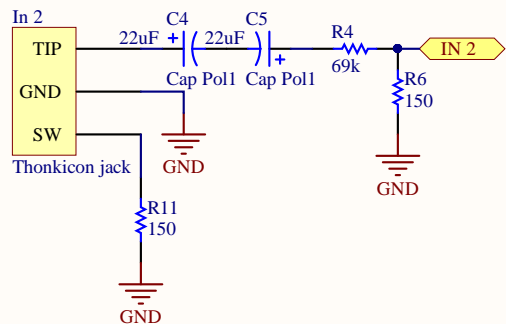 In 2
C4
C5
22uF
22uF
R4
TIP
IN 2
Cap Pol1
Cap Pol1
69k
GND
R6
150
SW
GND
Thonkicon jack
GND
R11
150
GND